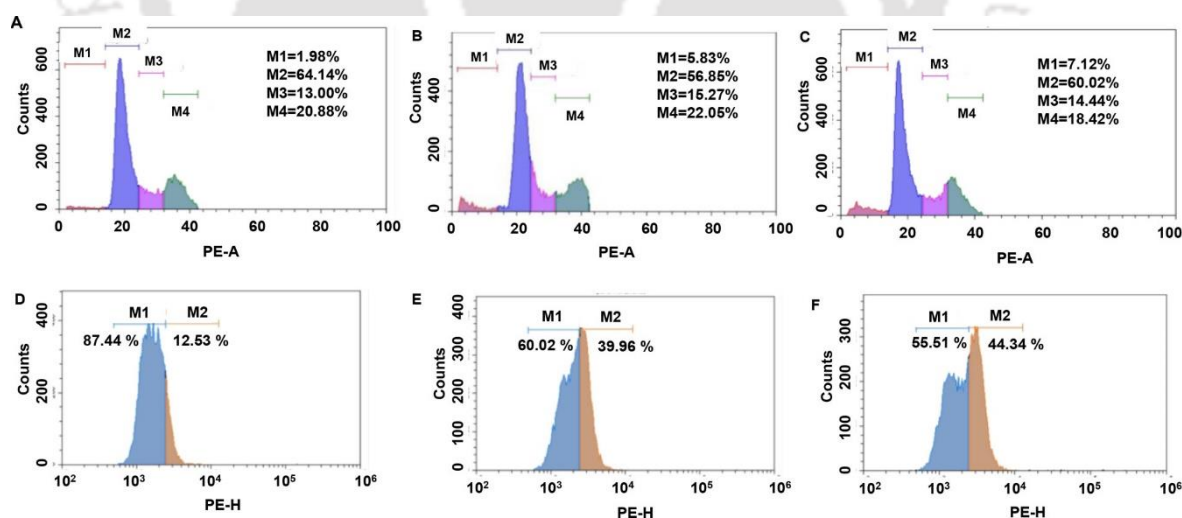 A
M1
M2
M3
M4
M1=1.98%
M2=64.14%
M3=13.00%
M4=20.88%
Counts
600
400
200
0
0 20 40 60 80 100
PE-A
B
M1
M2
M3
M4
M1=5.83%
M2=56.85%
M3=15.27%
M4=22.05%
Counts
400
200
0
0 20 40 60 80 100
PE-A
C
M1
M2
M3
M4
M1=7.12%
M2=60.02%
M3=14.44%
M4=18.42%
Counts
600
400
200
0
0 20 40 60 80 100
PE-A
D
M1 M2
87.44 % 12.53 %
Counts
400
200
0
10² 10³ 10⁴ 10⁵ 10⁶
PE-H
E
M1 M2
60.02 % 39.96 %
Counts
400
300
200
100
0
10² 10³ 10⁴ 10⁵ 10⁶
PE-H
F
M1 M2
55.51 % 44.34 %
Counts
300
200
100
0
10² 10³ 10⁴ 10⁵ 10⁶
PE-H